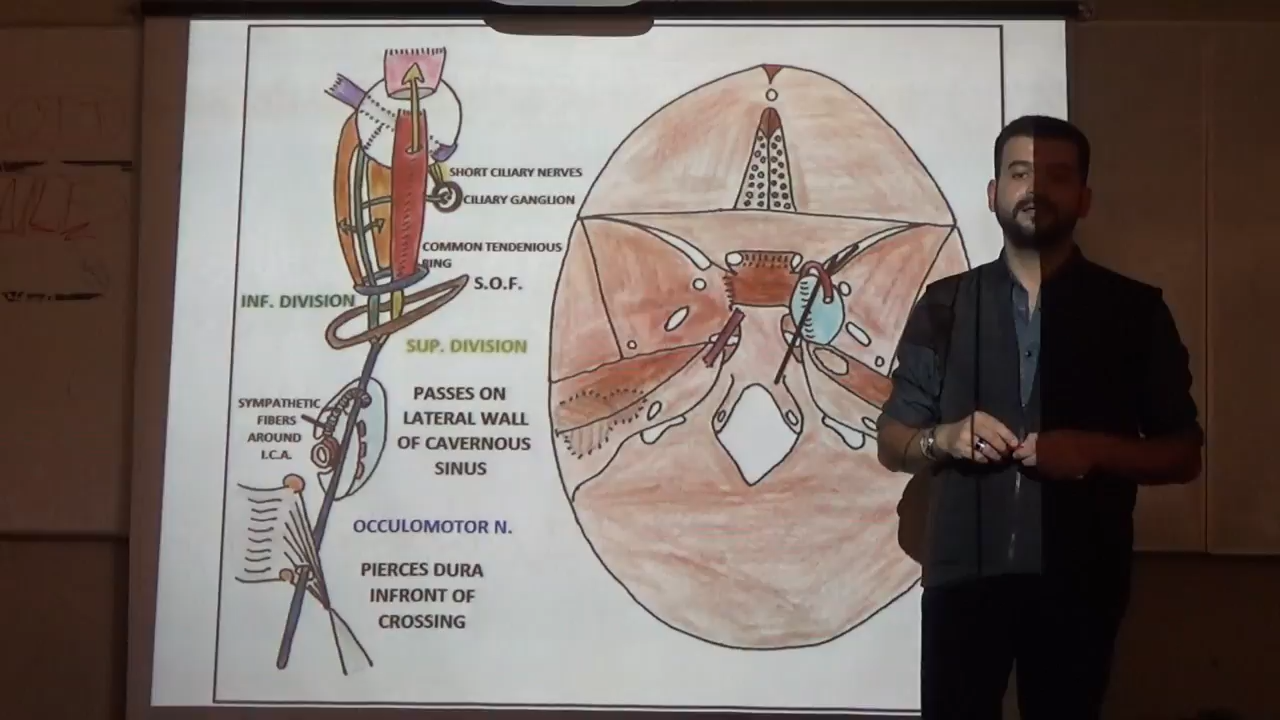 SHORT CILIARY NERVES
CILIARY GANGLION
COMMON TENDENIOUS
RING
S.O.F.
INF. DIVISION
SUP. DIVISION
SYMPATHETIC
FIBERS
AROUND
I.C.A.
PASSES ON
LATERAL WALL
OF CAVERNOUS
SINUS
OCCULOMOTOR N.
PIERCES DURA
INFRONT OF
CROSSING